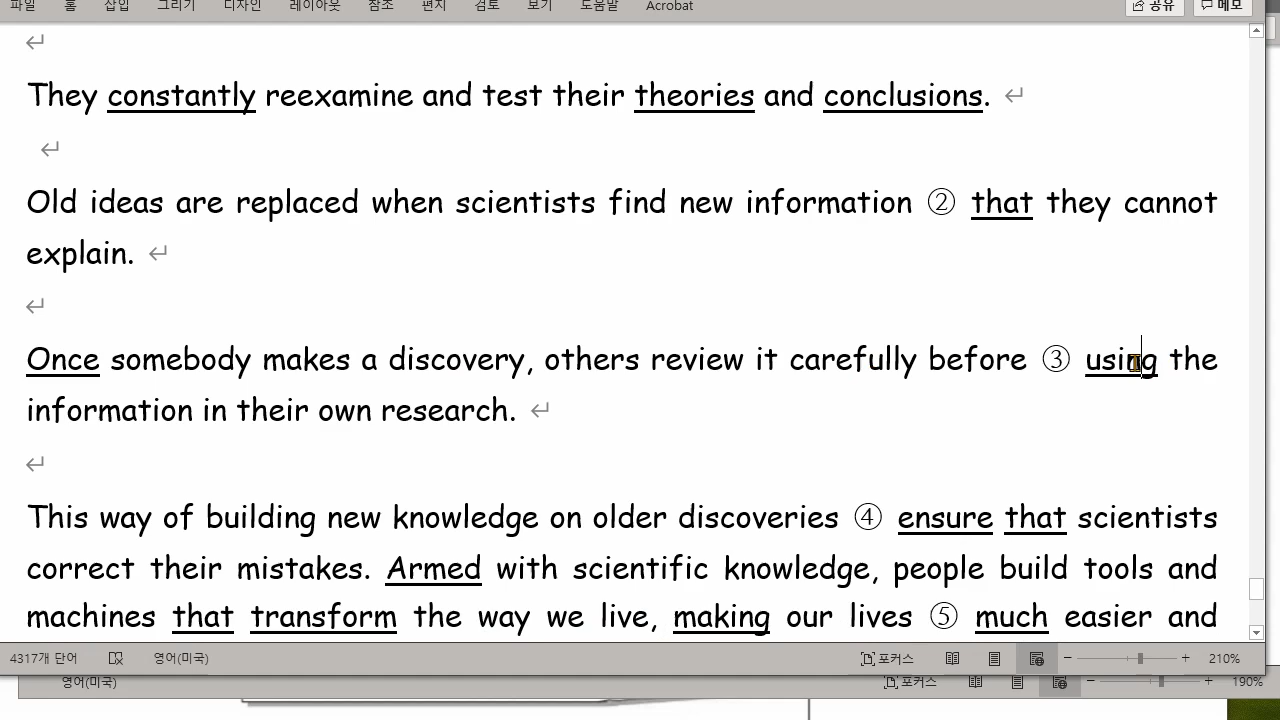 파일 홈 삽입 그리기 디자인 레이아웃 참조 편지 검토 보기 도움말 Acrobat 공유 메모
They constantly reexamine and test their theories and conclusions.
Old ideas are replaced when scientists find new information ② that they cannot
explain.
Once somebody makes a discovery, others review it carefully before ③ using the
information in their own research.
This way of building new knowledge on older discoveries ④ ensure that scientists
correct their mistakes. Armed with scientific knowledge, people build tools and
machines that transform the way we live, making our lives ⑤ much easier and
4317개 단어 영어(미국) 포커스 210%
영어(미국) 포커스 190%